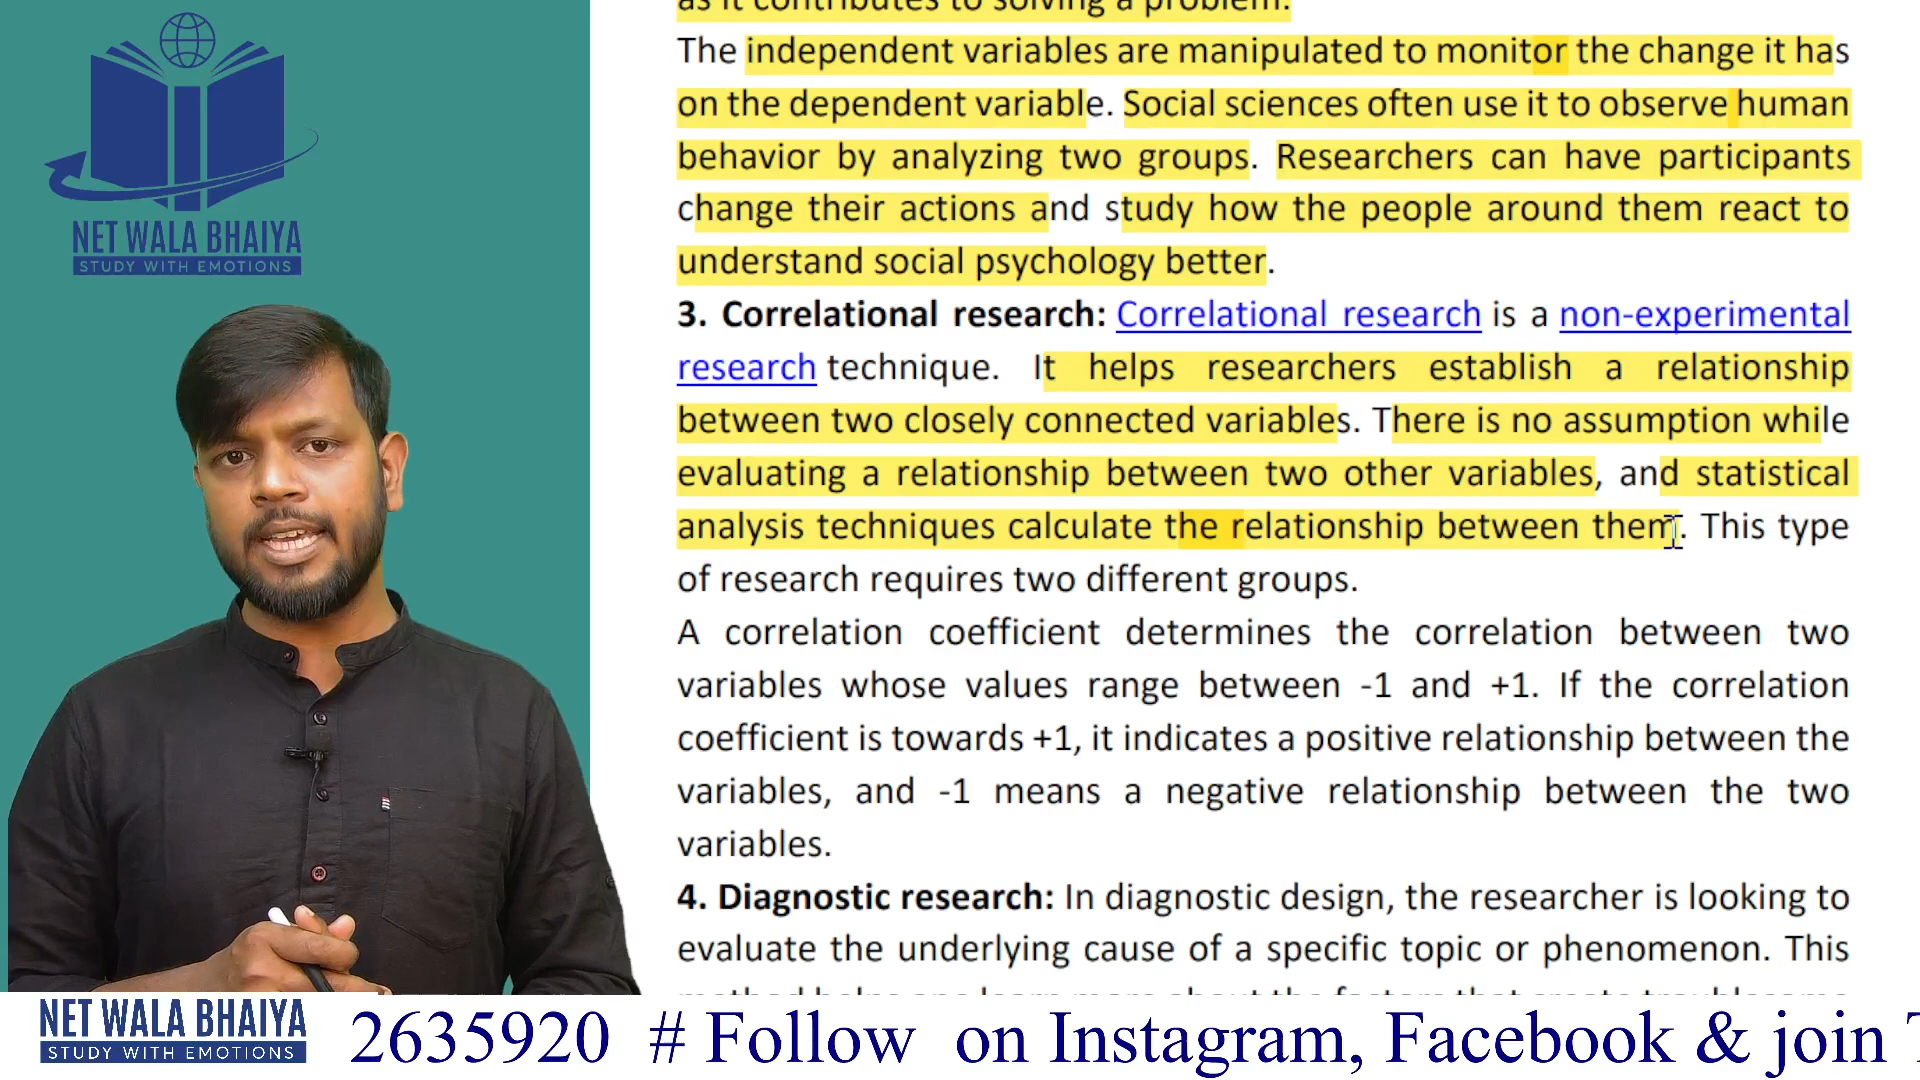 NET WALA BHAIYA
STUDY WITH EMOTIONS
as it contributes to solving a problem.
The independent variables are manipulated to monitor the change it has
on the dependent variable. Social sciences often use it to observe human
behavior by analyzing two groups. Researchers can have participants
change their actions and study how the people around them react to
understand social psychology better.
3. Correlational research: Correlational research is a non-experimental
research technique. It helps researchers establish a relationship
between two closely connected variables. There is no assumption while
evaluating a relationship between two other variables, and statistical
analysis techniques calculate the relationship between them. This type
of research requires two different groups.
A correlation coefficient determines the correlation between two
variables whose values range between -1 and +1. If the correlation
coefficient is towards +1, it indicates a positive relationship between the
variables, and -1 means a negative relationship between the two
variables.
4. Diagnostic research: In diagnostic design, the researcher is looking to
evaluate the underlying cause of a specific topic or phenomenon. This
NET WALA BHAIYA
STUDY WITH EMOTIONS
2635920 # Follow on Instagram, Facebook & join